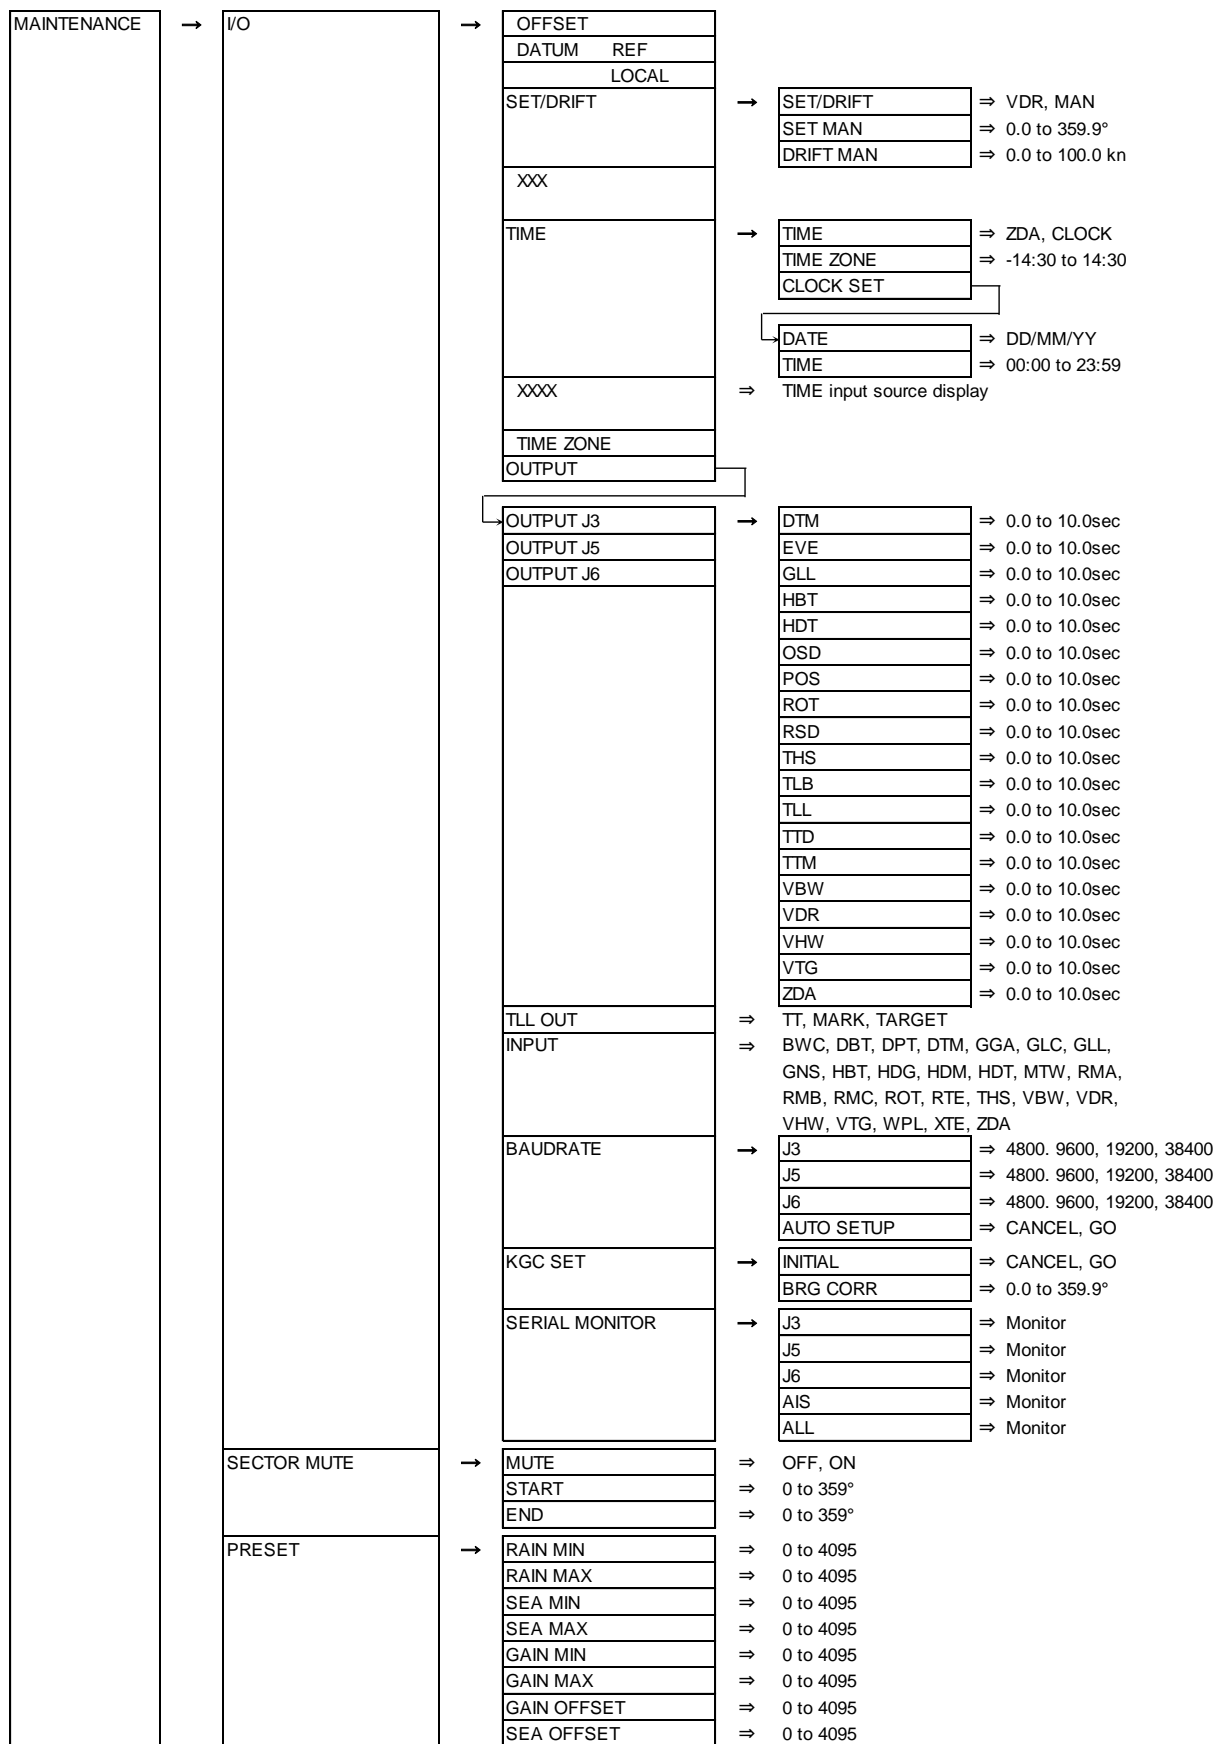 MAINTENANCE → I/O → OFFSET
DATUM REF
LOCAL
SET/DRIFT → SET/DRIFT ⇒ VDR, MAN
SET MAN ⇒ 0.0 to 359.9°
DRIFT MAN ⇒ 0.0 to 100.0 kn
XXX
TIME → TIME ⇒ ZDA, CLOCK
TIME ZONE ⇒ -14:30 to 14:30
CLOCK SET
DATE ⇒ DD/MM/YY
TIME ⇒ 00:00 to 23:59
XXXX ⇒ TIME input source display
TIME ZONE
OUTPUT
OUTPUT J3 → DTM ⇒ 0.0 to 10.0sec
OUTPUT J5 EVE ⇒ 0.0 to 10.0sec
OUTPUT J6 GLL ⇒ 0.0 to 10.0sec
HBT ⇒ 0.0 to 10.0sec
HDT ⇒ 0.0 to 10.0sec
OSD ⇒ 0.0 to 10.0sec
POS ⇒ 0.0 to 10.0sec
ROT ⇒ 0.0 to 10.0sec
RSD ⇒ 0.0 to 10.0sec
THS ⇒ 0.0 to 10.0sec
TLB ⇒ 0.0 to 10.0sec
TLL ⇒ 0.0 to 10.0sec
TTD ⇒ 0.0 to 10.0sec
TTM ⇒ 0.0 to 10.0sec
VBW ⇒ 0.0 to 10.0sec
VDR ⇒ 0.0 to 10.0sec
VHW ⇒ 0.0 to 10.0sec
VTG ⇒ 0.0 to 10.0sec
ZDA ⇒ 0.0 to 10.0sec
TLL OUT ⇒ TT, MARK, TARGET
INPUT ⇒ BWC, DBT, DPT, DTM, GGA, GLC, GLL,
GNS, HBT, HDG, HDM, HDT, MTW, RMA,
RMB, RMC, ROT, RTE, THS, VBW, VDR,
VHW, VTG, WPL, XTE, ZDA
BAUDRATE → J3 ⇒ 4800. 9600, 19200, 38400
J5 ⇒ 4800. 9600, 19200, 38400
J6 ⇒ 4800. 9600, 19200, 38400
AUTO SETUP ⇒ CANCEL, GO
KGC SET → INITIAL ⇒ CANCEL, GO
BRG CORR ⇒ 0.0 to 359.9°
SERIAL MONITOR → J3 ⇒ Monitor
J5 ⇒ Monitor
J6 ⇒ Monitor
AIS ⇒ Monitor
ALL ⇒ Monitor
SECTOR MUTE → MUTE ⇒ OFF, ON
START ⇒ 0 to 359°
END ⇒ 0 to 359°
PRESET → RAIN MIN ⇒ 0 to 4095
RAIN MAX ⇒ 0 to 4095
SEA MIN ⇒ 0 to 4095
SEA MAX ⇒ 0 to 4095
GAIN MIN ⇒ 0 to 4095
GAIN MAX ⇒ 0 to 4095
GAIN OFFSET ⇒ 0 to 4095
SEA OFFSET ⇒ 0 to 4095